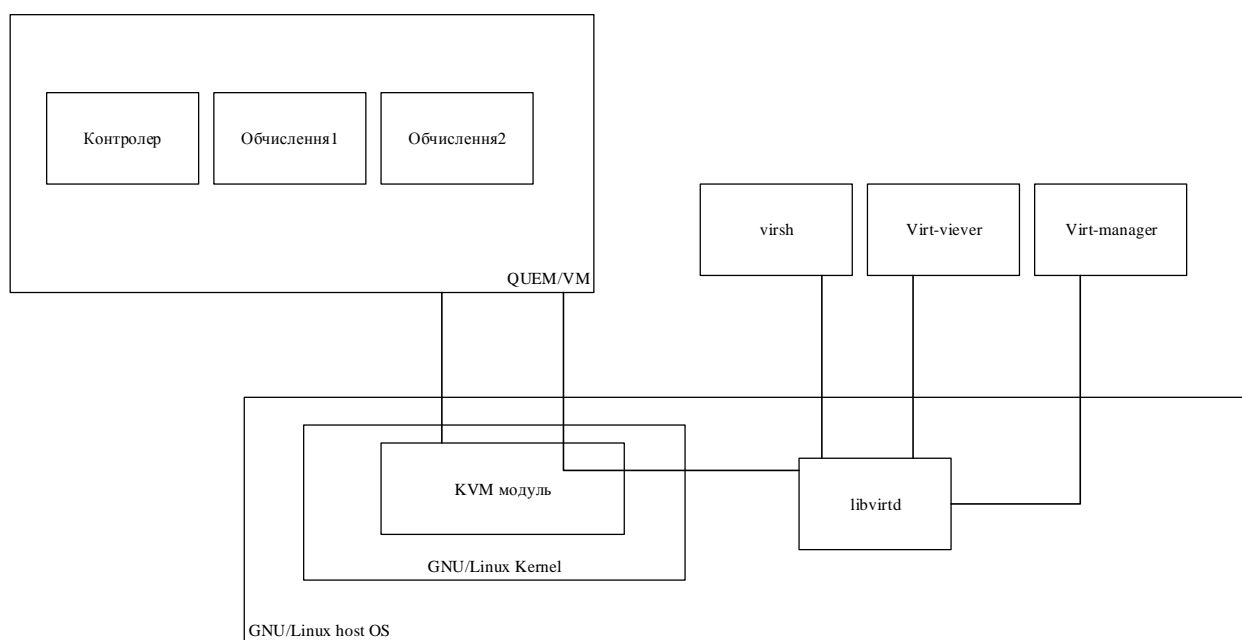 Контролер
Обчислення1
Обчислення2
QUEM/VM
virsh
Virt-viever
Virt-manager
KVM модуль
libvirtd
GNU/Linux Kernel
GNU/Linux host OS